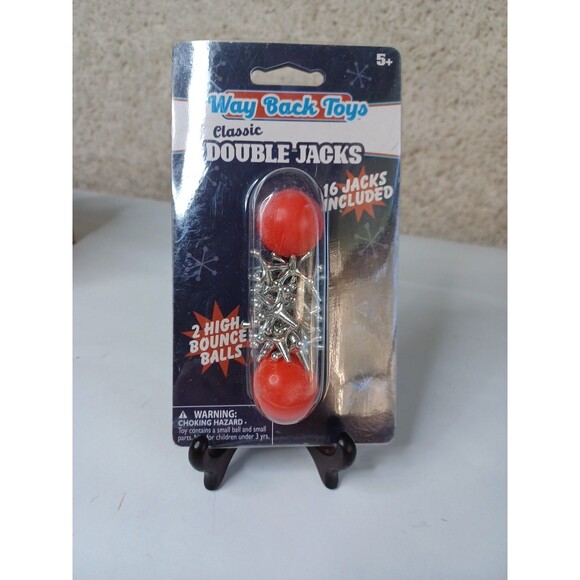 5+
Way Back Toys
Classic
DOUBLE JACKS
16 JACKS
INCLUDED
2 HIGH
BOUNCE
BALLS
WARNING:
CHOKING HAZARD -
Toy contains a small ball and small
parts. for children under 3 yrs.